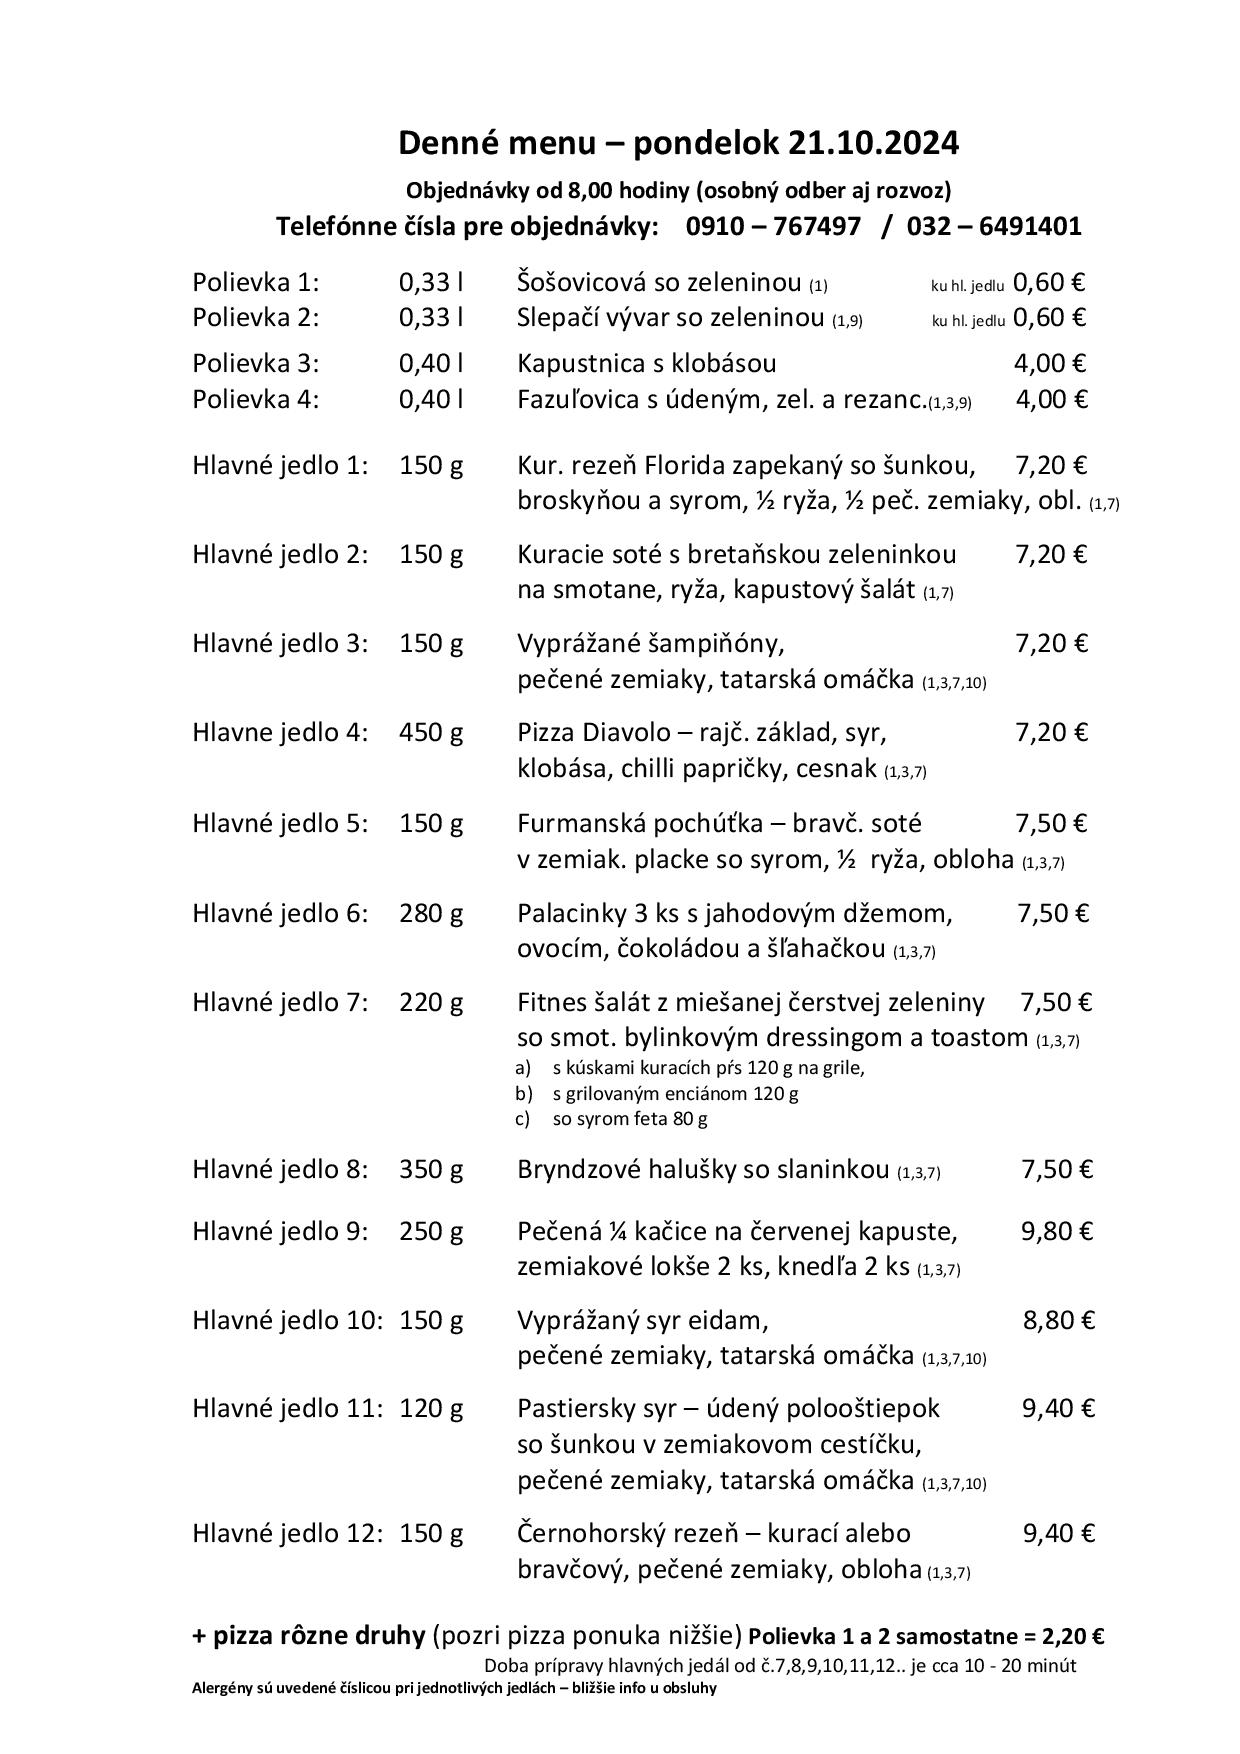 Denné menu – pondelok 21.10.2024
Objednávky od 8,00 hodiny (osobný odber aj rozvoz)
Telefónne čísla pre objednávky: 0910 – 767497 / 032 – 6491401
Polievka 1: 0,33 l Šošovicová so zeleninou (1) ku hl. jedlu 0,60 €
Polievka 2: 0,33 l Slepačí vývar so zeleninou (1,9) ku hl. jedlu 0,60 €
Polievka 3: 0,40 l Kapustnica s klobásou 4,00 €
Polievka 4: 0,40 l Fazuľovica s údeným, zel. a rezanc.(1,3,9) 4,00 €
Hlavné jedlo 1: 150 g Kur. rezeň Florida zapekaný so šunkou, 7,20 €
broskyňou a syrom, ½ ryža, ½ peč. zemiaky, obl. (1,7)
Hlavné jedlo 2: 150 g Kuracie soté s bretaňskou zeleninkou 7,20 €
na smotane, ryža, kapustový šalát (1,7)
Hlavné jedlo 3: 150 g Vyprážané šampiňóny, 7,20 €
pečené zemiaky, tatarská omáčka (1,3,7,10)
Hlavne jedlo 4: 450 g Pizza Diavolo – rajč. základ, syr, 7,20 €
klobása, chilli papričky, cesnak (1,3,7)
Hlavné jedlo 5: 150 g Furmanská pochúťka – bravč. soté 7,50 €
v zemiak. placke so syrom, ½ ryža, obloha (1,3,7)
Hlavné jedlo 6: 280 g Palacinky 3 ks s jahodovým džemom, 7,50 €
ovocím, čokoládou a šľahačkou (1,3,7)
Hlavné jedlo 7: 220 g Fitnes šalát z miešanej čerstvej zeleniny 7,50 €
so smot. bylinkovým dressingom a toastom (1,3,7)
a) s kúskami kuracích pŕs 120 g na grile,
b) s grilovaným enciánom 120 g
c) so syrom feta 80 g
Hlavné jedlo 8: 350 g Bryndzové halušky so slaninkou (1,3,7) 7,50 €
Hlavné jedlo 9: 250 g Pečená ¼ kačice na červenej kapuste, 9,80 €
zemiakové lokše 2 ks, knedľa 2 ks (1,3,7)
Hlavné jedlo 10: 150 g Vyprážaný syr eidam, 8,80 €
pečené zemiaky, tatarská omáčka (1,3,7,10)
Hlavné jedlo 11: 120 g Pastiersky syr – údený polooštiepok 9,40 €
so šunkou v zemiakovom cestíčku,
pečené zemiaky, tatarská omáčka (1,3,7,10)
Hlavné jedlo 12: 150 g Černohorský rezeň – kurací alebo 9,40 €
bravčový, pečené zemiaky, obloha (1,3,7)
+ pizza rôzne druhy (pozri pizza ponuka nižšie) Polievka 1 a 2 samostatne = 2,20 €
Doba prípravy hlavných jedál od č.7,8,9,10,11,12.. je cca 10 - 20 minút
Alergény sú uvedené číslicou pri jednotlivých jedlách – bližšie info u obsluhy